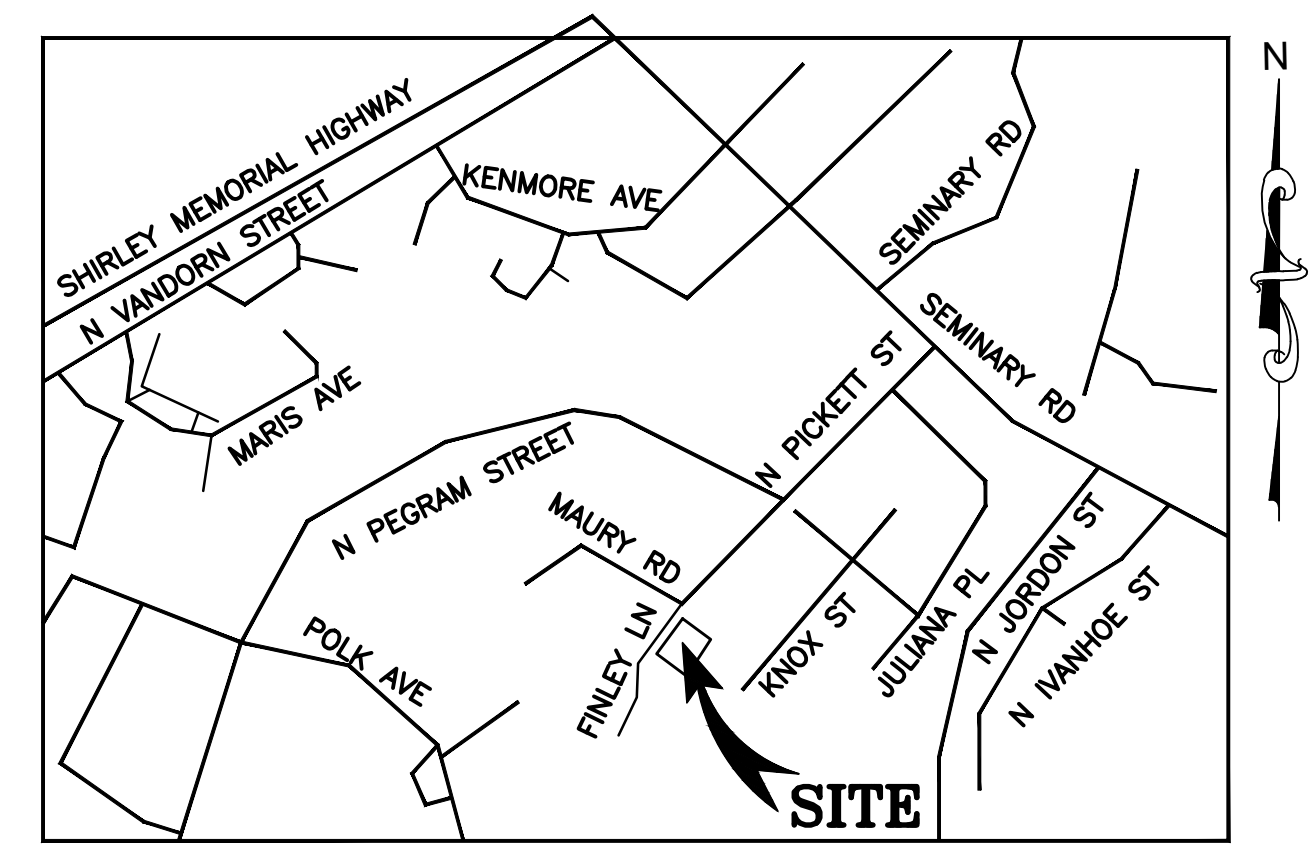 N
SHIRLEY MEMORIAL HIGHWAY
N VANDORN STREET
KENMORE AVE
SEMINARY RD
SEMINARY RD
MARIS AVE
N PICKETT ST
N PEGRAM STREET
MAURY RD
FINLEY LN
POLK AVE
KNOX ST
JULIANA PL
N JORDON ST
N IVANHOE ST
SITE